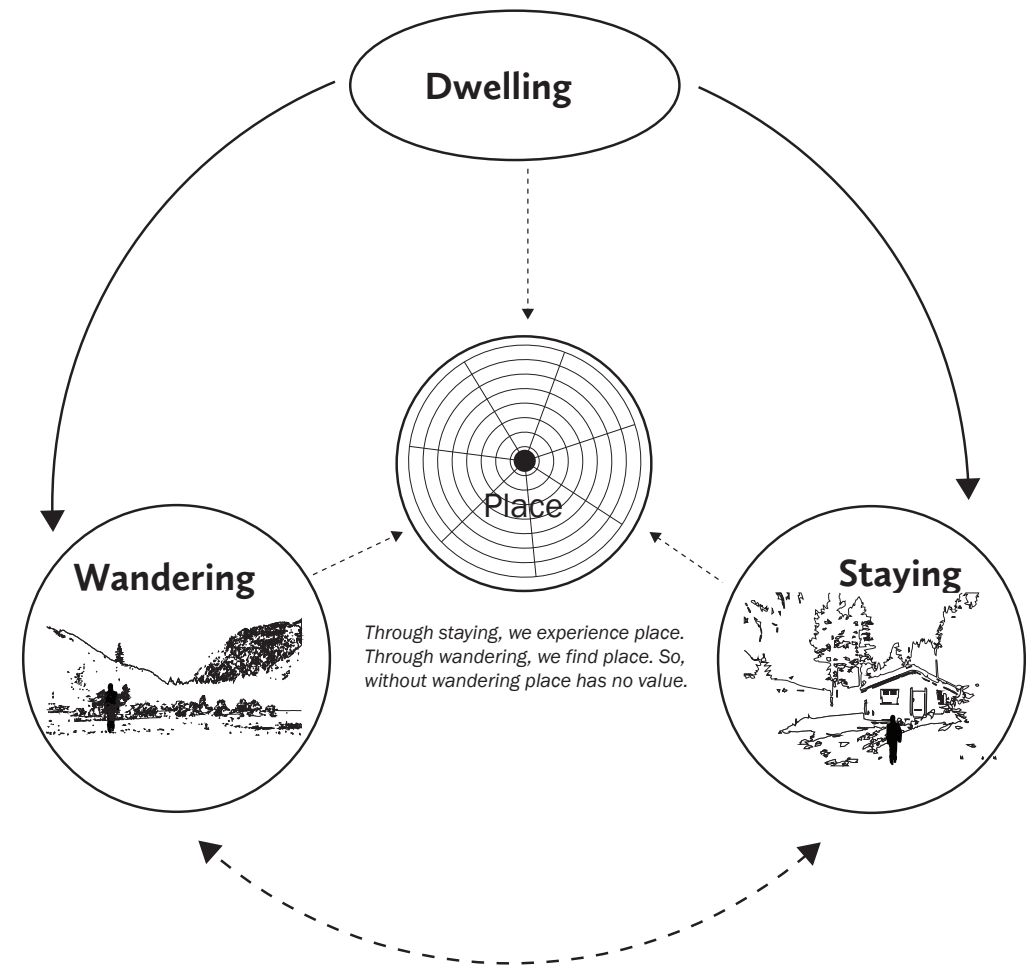 Dwelling
Place
Wandering
Staying
Through staying, we experience place.
Through wandering, we find place. So,
without wandering place has no value.